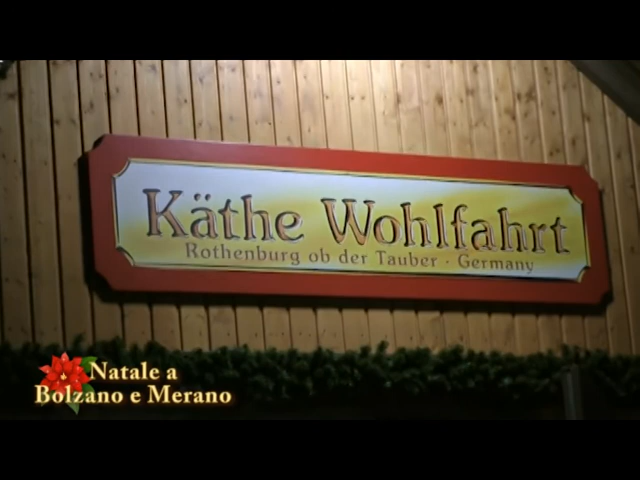 Käthe Wohlfahrt
Rothenburg ob der Tauber · Germany
Natale a
Bolzano e Merano